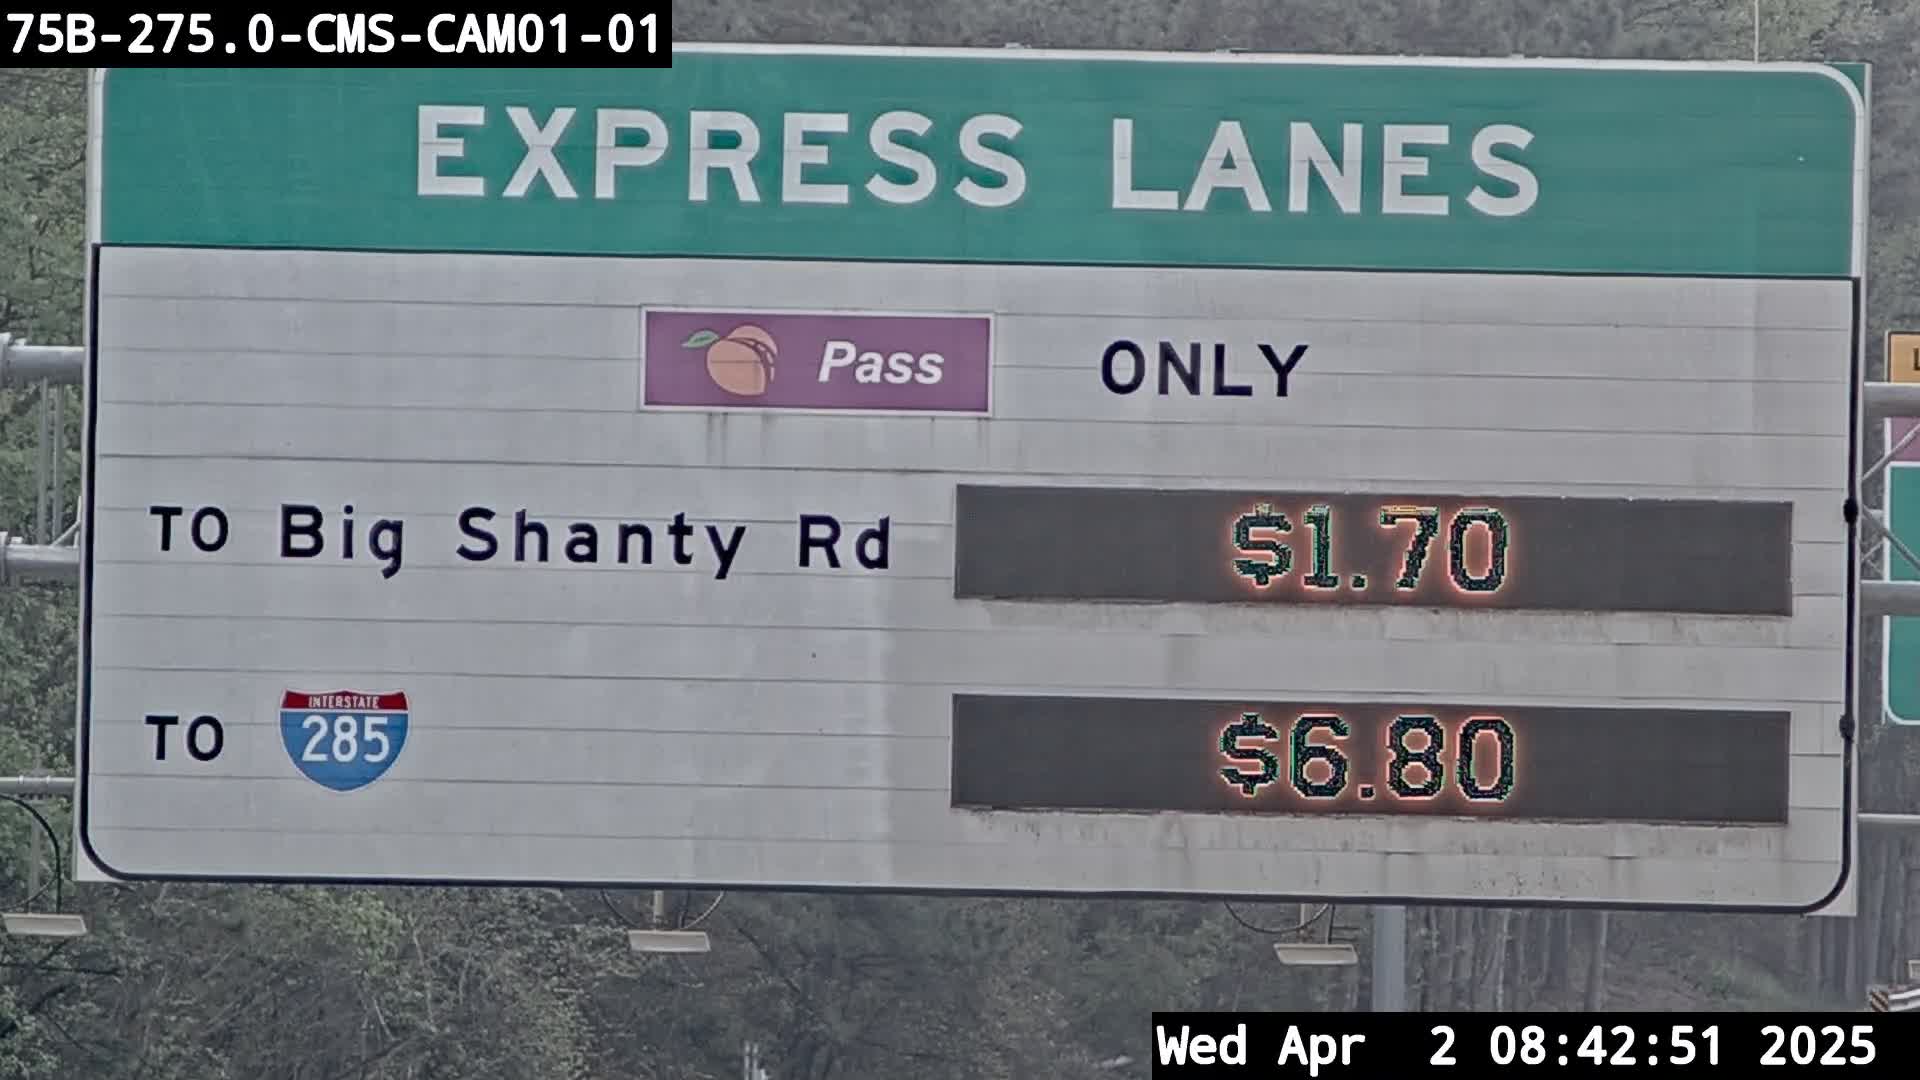 75B-275.0-CMS-CAM01-01
EXPRESS LANES
Pass ONLY
TO Big Shanty Rd $1.70
INTERSTATE
TO 285 $6.80
Wed Apr 2 08:42:51 2025